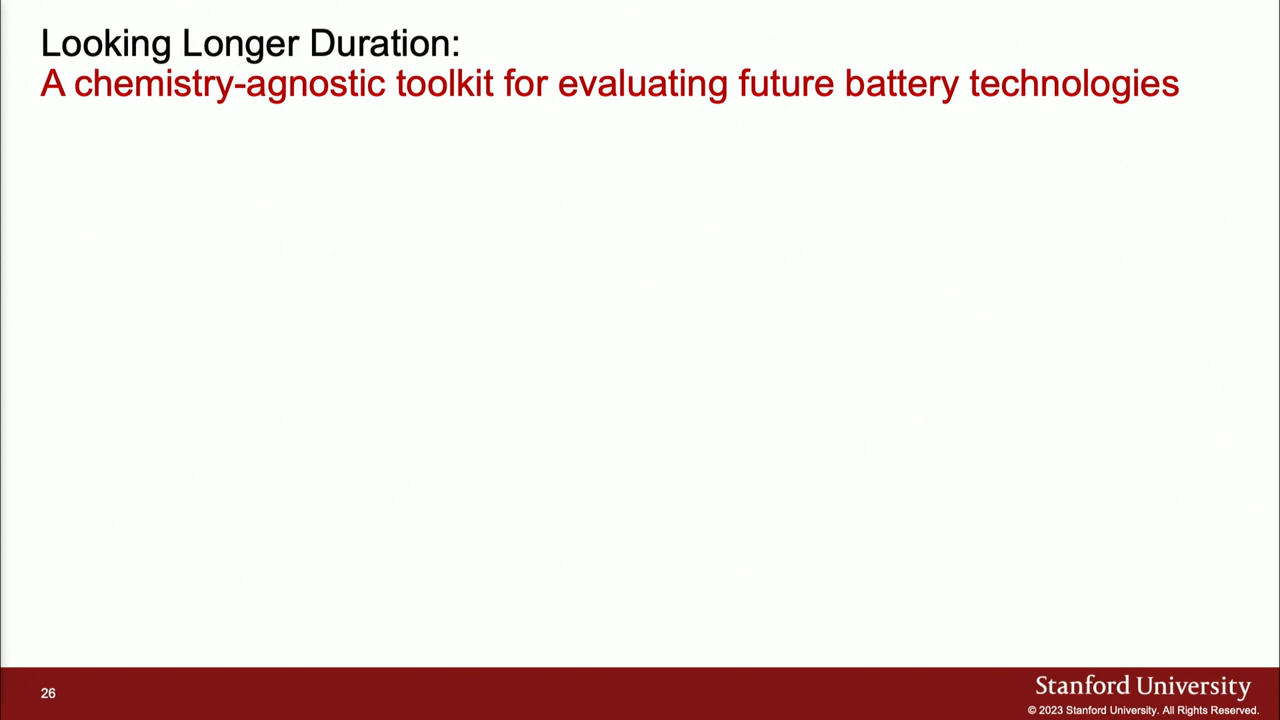 Looking Longer Duration:
A chemistry-agnostic toolkit for evaluating future battery technologies
26
Stanford University
© 2023 Stanford University. All Rights Reserved.